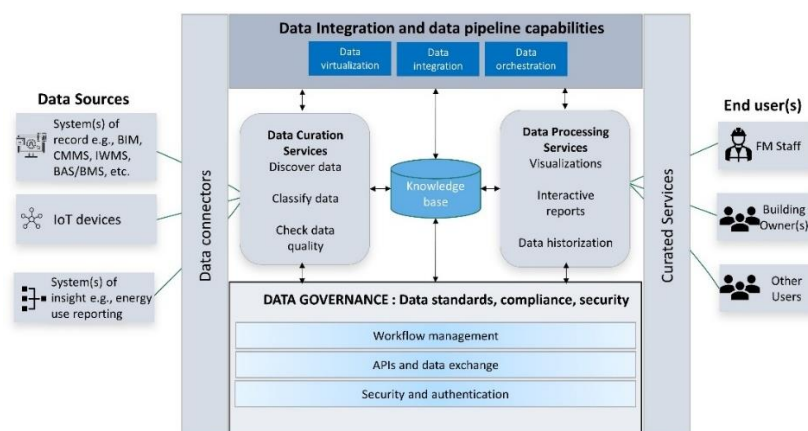 Data Integration and data pipeline capabilities
Data
virtualization
Data
integration
Data
orchestration
Data Sources
System(s) of
record e.g., BIM,
CMMS, IWMS,
BAS/BMS, etc.
IoT devices
System(s) of
insight e.g., energy
use reporting
Data connectors
Data Curation
Services
Discover data
Classify data
Check data
quality
Knowledge
base
Data Processing
Services
Visualizations
Interactive
reports
Data historization
Curated Services
End user(s)
FM Staff
Building
Owner(s)
Other
Users
DATA GOVERNANCE : Data standards, compliance, security
Workflow management
APIs and data exchange
Security and authentication